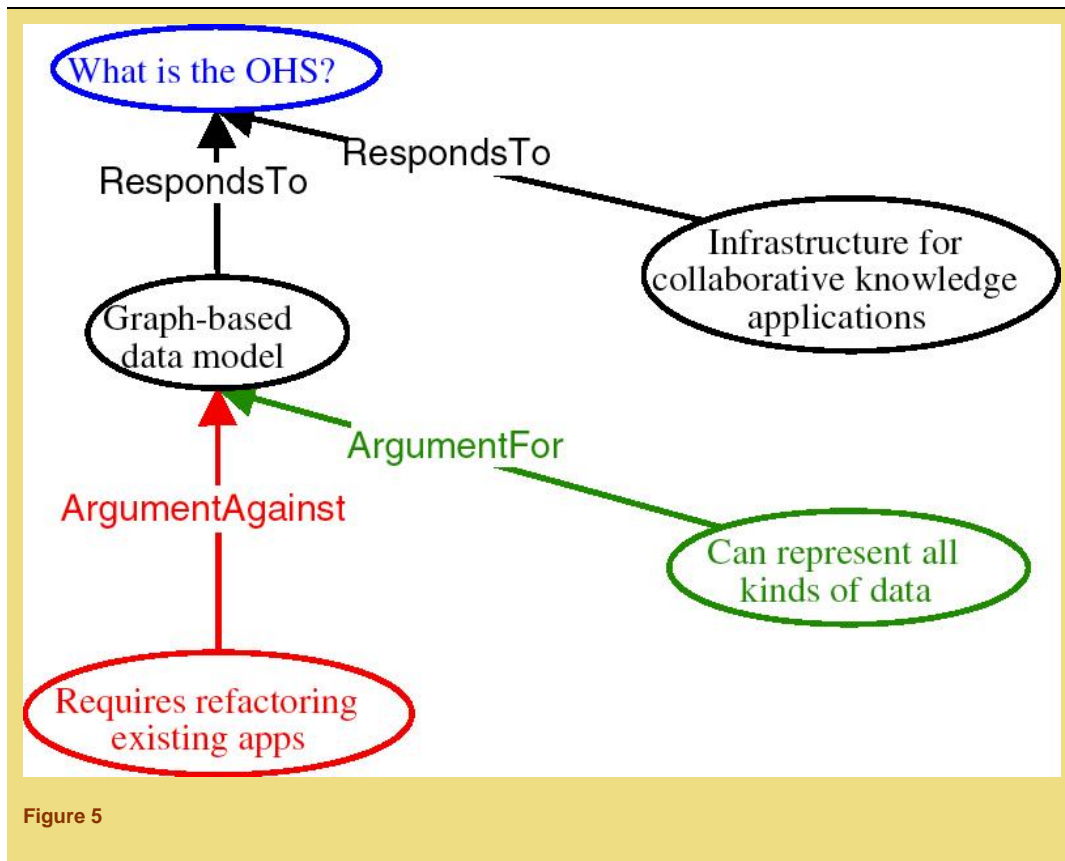 What is the OHS?
RespondsTo
RespondsTo
Infrastructure for
collaborative knowledge
applications
Graph-based
data model
ArgumentFor
ArgumentAgainst
Can represent all
kinds of data
Requires refactoring
existing apps
Figure 5